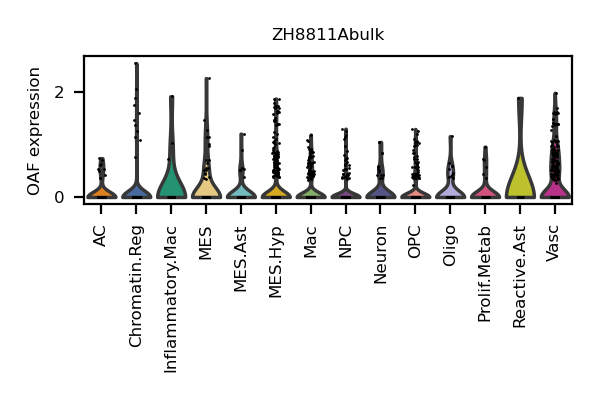 ZH8811Abulk
OAF expression
2
0
AC
Chromatin.Reg
Inflammatory.Mac
MES
MES.Ast
MES.Hyp
Mac
NPC
Neuron
OPC
Oligo
Prolif.Metab
Reactive.Ast
Vasc